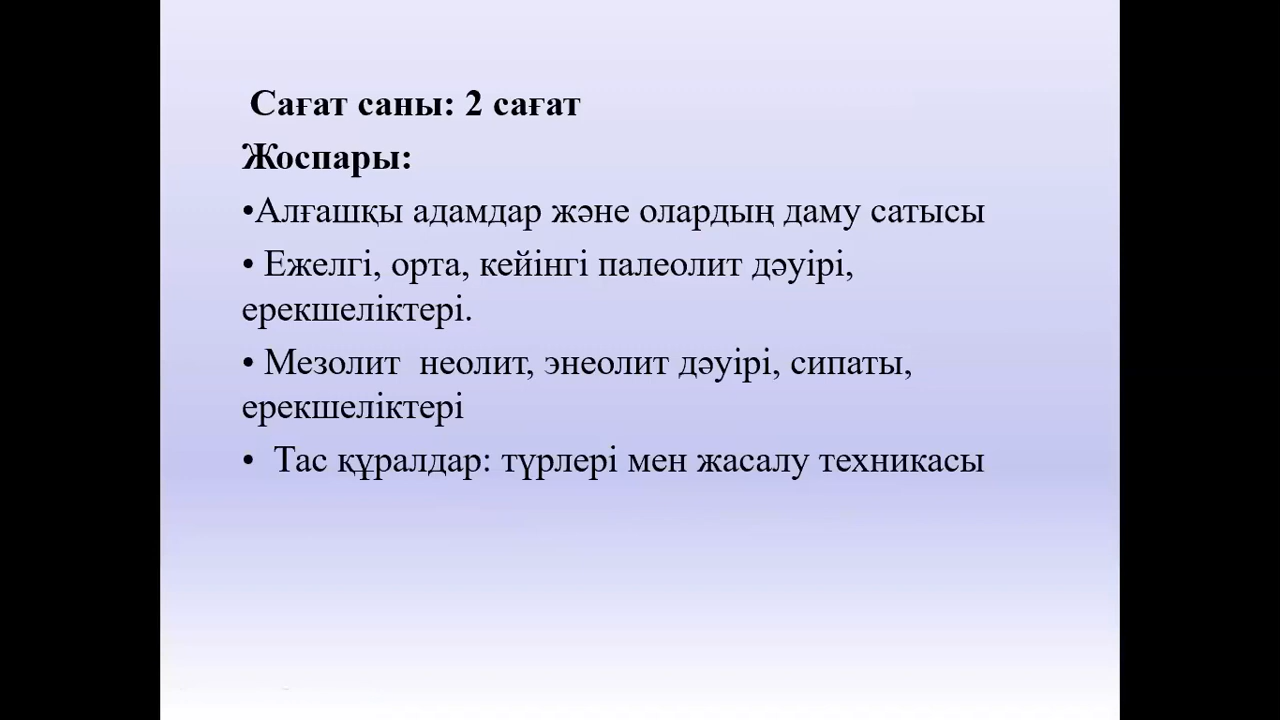 Сағат саны: 2 сағат
Жоспары:
•Алғашқы адамдар және олардың даму сатысы
• Ежелгі, орта, кейінгі палеолит дәуірі,
ерекшеліктері.
• Мезолит неолит, энеолит дәуірі, сипаты,
ерекшеліктері
• Тас құралдар: түрлері мен жасалу техникасы